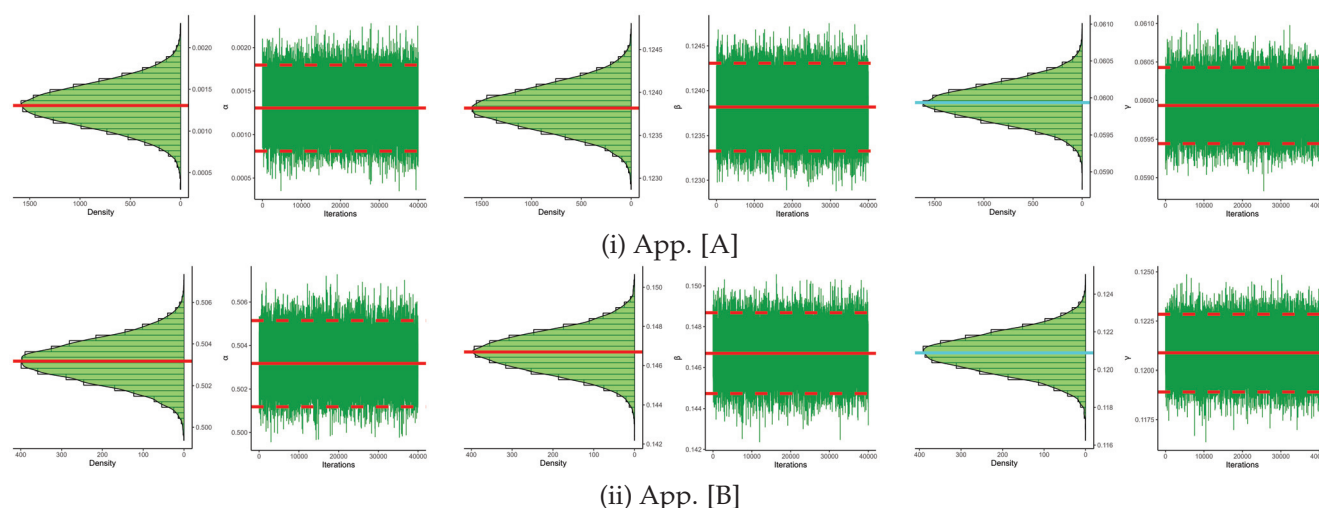 0.0020
0.0015
0.0010
0.0005
1500 1000 500 0
Density
α
0.0020
0.0015
0.0010
0.0005
0 10000 20000 30000 40000
Iterations
0.1245
0.1240
0.1235
0.1230
1500 1000 500 0
Density
β
0.1245
0.1240
0.1235
0.1230
0 10000 20000 30000 40000
Iterations
0.0610
0.0605
0.0600
0.0595
0.0590
1500 1000 500 0
Density
γ
0.0610
0.0605
0.0600
0.0595
0.0590
0 10000 20000 30000 40000
Iterations
(i) App. [A]
0.506
0.504
0.502
0.500
400 300 200 100 0
Density
α
0.506
0.504
0.502
0.500
0 10000 20000 30000 40000
Iterations
0.150
0.148
0.146
0.144
0.142
400 300 200 100 0
Density
β
0.150
0.148
0.146
0.144
0.142
0 10000 20000 30000 40000
Iterations
0.124
0.122
0.120
0.118
0.116
400 300 200 100 0
Density
γ
0.1250
0.1225
0.1200
0.1175
0 10000 20000 30000 40000
Iterations
(ii) App. [B]